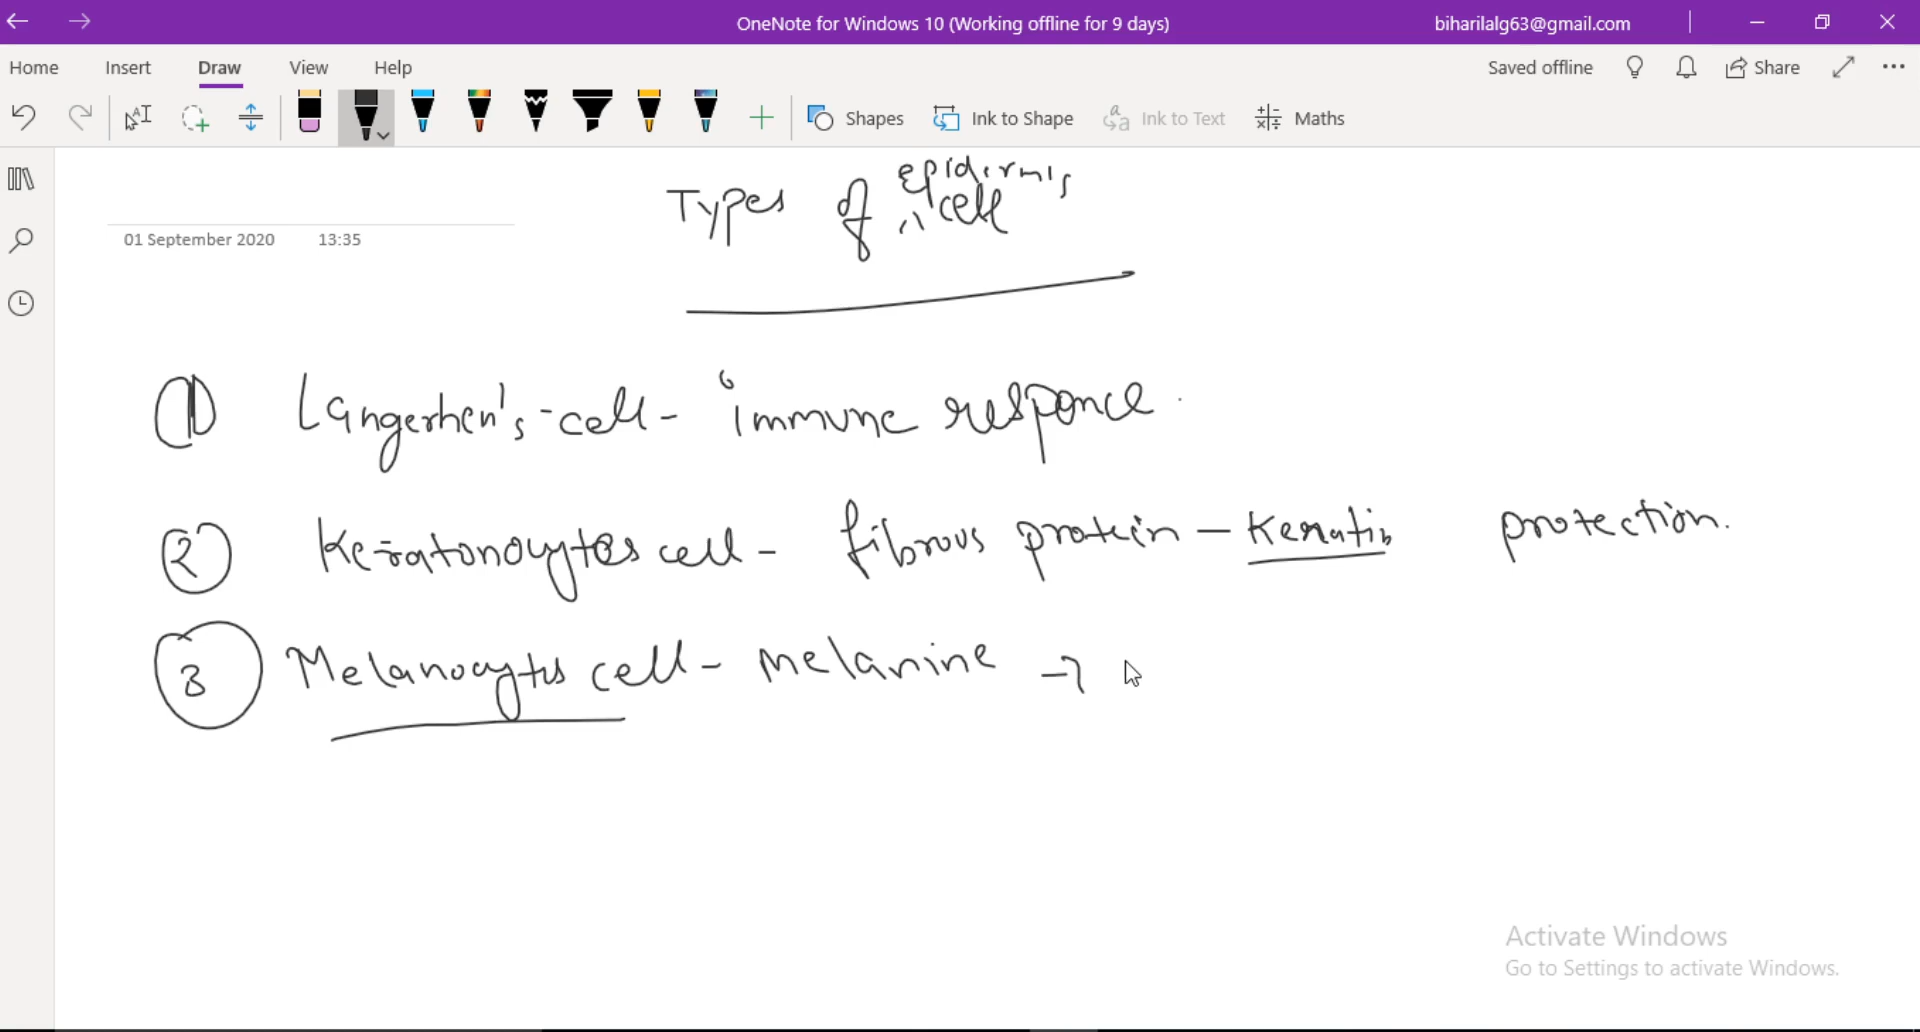 OneNote for Windows 10 (Working offline for 9 days)
biharilalg63@gmail.com
Home Insert Draw View Help
Saved offline Share
Shapes Ink to Shape Ink to Text Maths
epidermis
Types of cell
01 September 2020 13:35
1 Langerhen's-cell - immune responce.
2 Keratonocytes cell - fibrous protein - Keratin protection.
3 Melanocytes cell - melanine →
Activate Windows
Go to Settings to activate Windows.